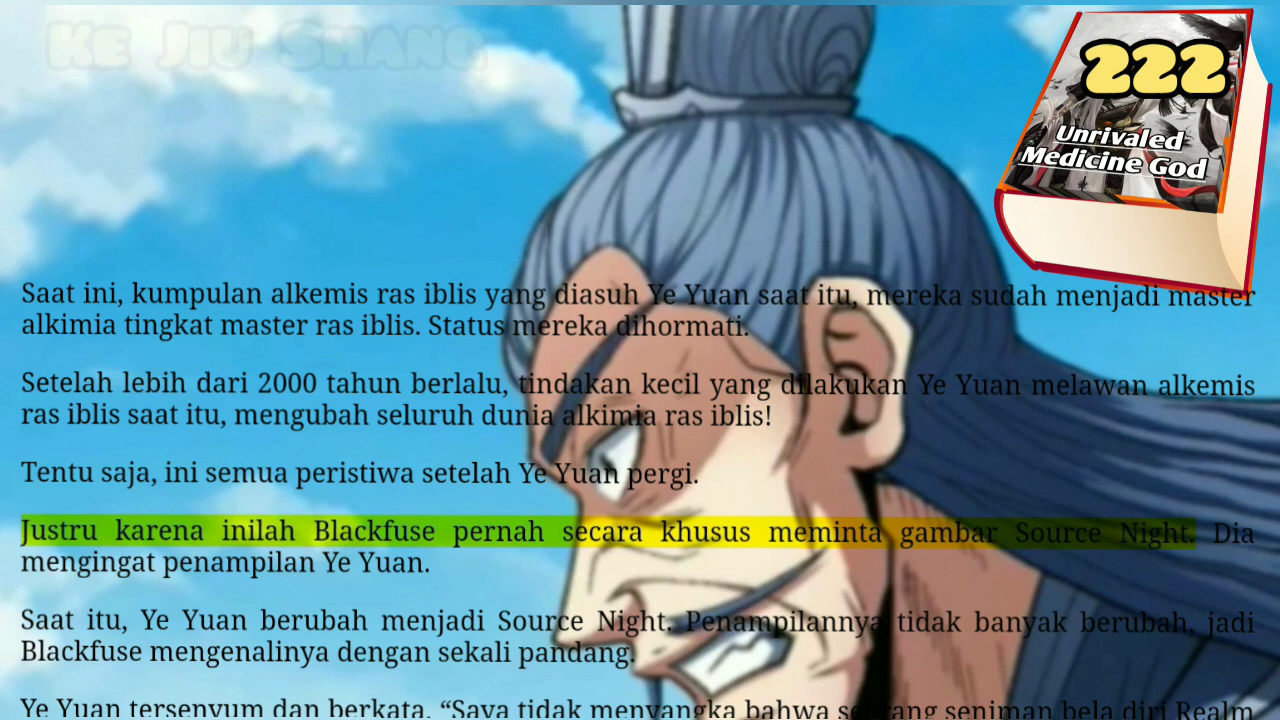 KE JIU SHANG
222
Unrivaled
Medicine God
Saat ini, kumpulan alkemis ras iblis yang diasuh Ye Yuan saat itu, mereka sudah menjadi master
alkimia tingkat master ras iblis. Status mereka dihormati.
Setelah lebih dari 2000 tahun berlalu, tindakan kecil yang dilakukan Ye Yuan melawan alkemis
ras iblis saat itu, mengubah seluruh dunia alkimia ras iblis!
Tentu saja, ini semua peristiwa setelah Ye Yuan pergi.
Justru karena inilah Blackfuse pernah secara khusus meminta gambar Source Night. Dia
mengingat penampilan Ye Yuan.
Saat itu, Ye Yuan berubah menjadi Source Night. Penampilannya tidak banyak berubah, jadi
Blackfuse mengenalinya dengan sekali pandang.
Ye Yuan tersenyum dan berkata, “Saya tidak menyangka bahwa seorang seniman bela diri Realm